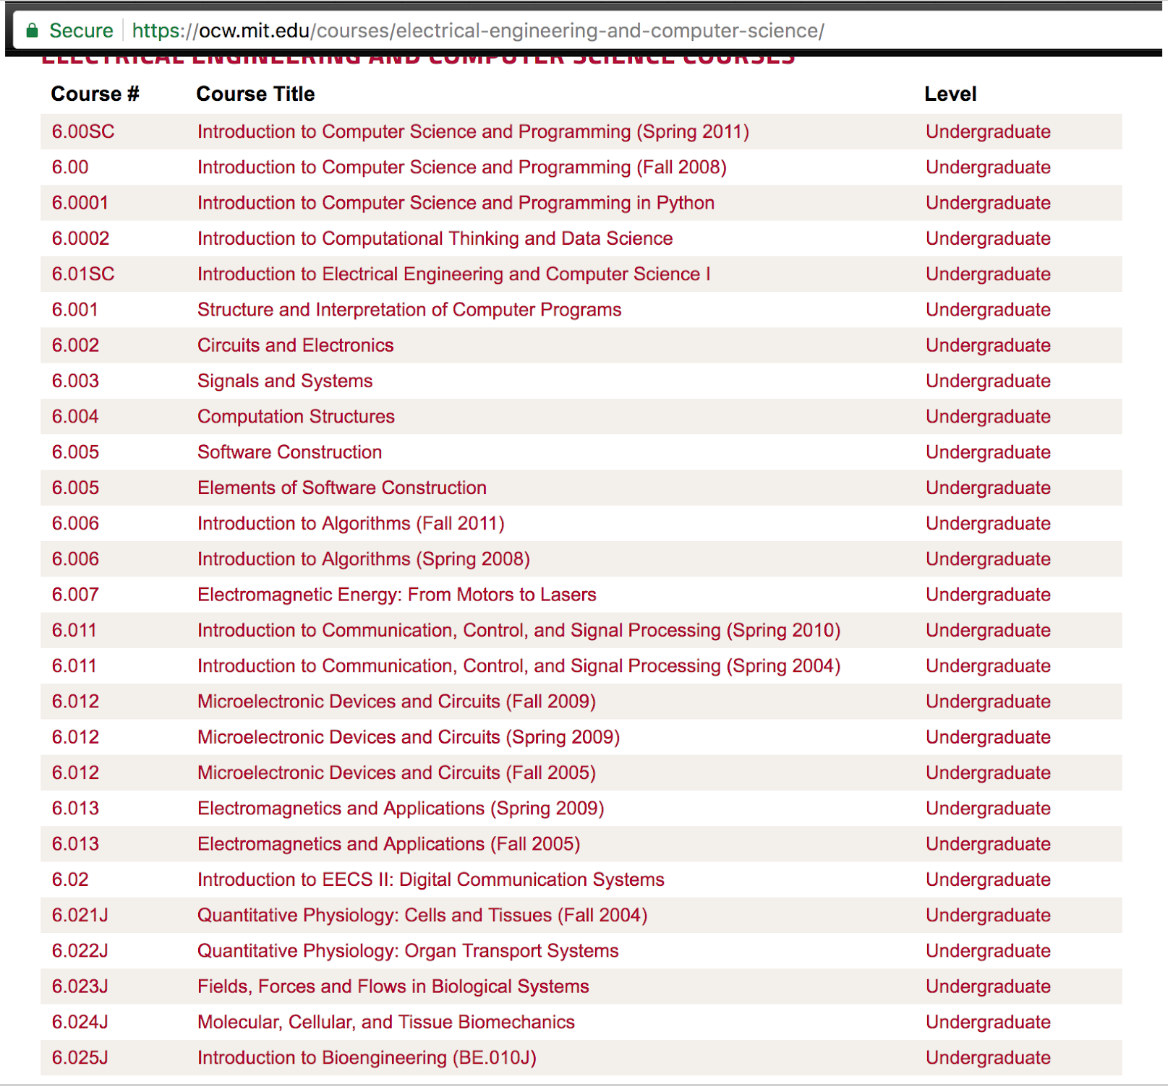 Secure https://ocw.mit.edu/courses/electrical-engineering-and-computer-science/
ELECTRICAL ENGINEERING AND COMPUTER SCIENCE COURSES
Course # Course Title Level
6.00SC Introduction to Computer Science and Programming (Spring 2011) Undergraduate
6.00 Introduction to Computer Science and Programming (Fall 2008) Undergraduate
6.0001 Introduction to Computer Science and Programming in Python Undergraduate
6.0002 Introduction to Computational Thinking and Data Science Undergraduate
6.01SC Introduction to Electrical Engineering and Computer Science I Undergraduate
6.001 Structure and Interpretation of Computer Programs Undergraduate
6.002 Circuits and Electronics Undergraduate
6.003 Signals and Systems Undergraduate
6.004 Computation Structures Undergraduate
6.005 Software Construction Undergraduate
6.005 Elements of Software Construction Undergraduate
6.006 Introduction to Algorithms (Fall 2011) Undergraduate
6.006 Introduction to Algorithms (Spring 2008) Undergraduate
6.007 Electromagnetic Energy: From Motors to Lasers Undergraduate
6.011 Introduction to Communication, Control, and Signal Processing (Spring 2010) Undergraduate
6.011 Introduction to Communication, Control, and Signal Processing (Spring 2004) Undergraduate
6.012 Microelectronic Devices and Circuits (Fall 2009) Undergraduate
6.012 Microelectronic Devices and Circuits (Spring 2009) Undergraduate
6.012 Microelectronic Devices and Circuits (Fall 2005) Undergraduate
6.013 Electromagnetics and Applications (Spring 2009) Undergraduate
6.013 Electromagnetics and Applications (Fall 2005) Undergraduate
6.02 Introduction to EECS II: Digital Communication Systems Undergraduate
6.021J Quantitative Physiology: Cells and Tissues (Fall 2004) Undergraduate
6.022J Quantitative Physiology: Organ Transport Systems Undergraduate
6.023J Fields, Forces and Flows in Biological Systems Undergraduate
6.024J Molecular, Cellular, and Tissue Biomechanics Undergraduate
6.025J Introduction to Bioengineering (BE.010J) Undergraduate